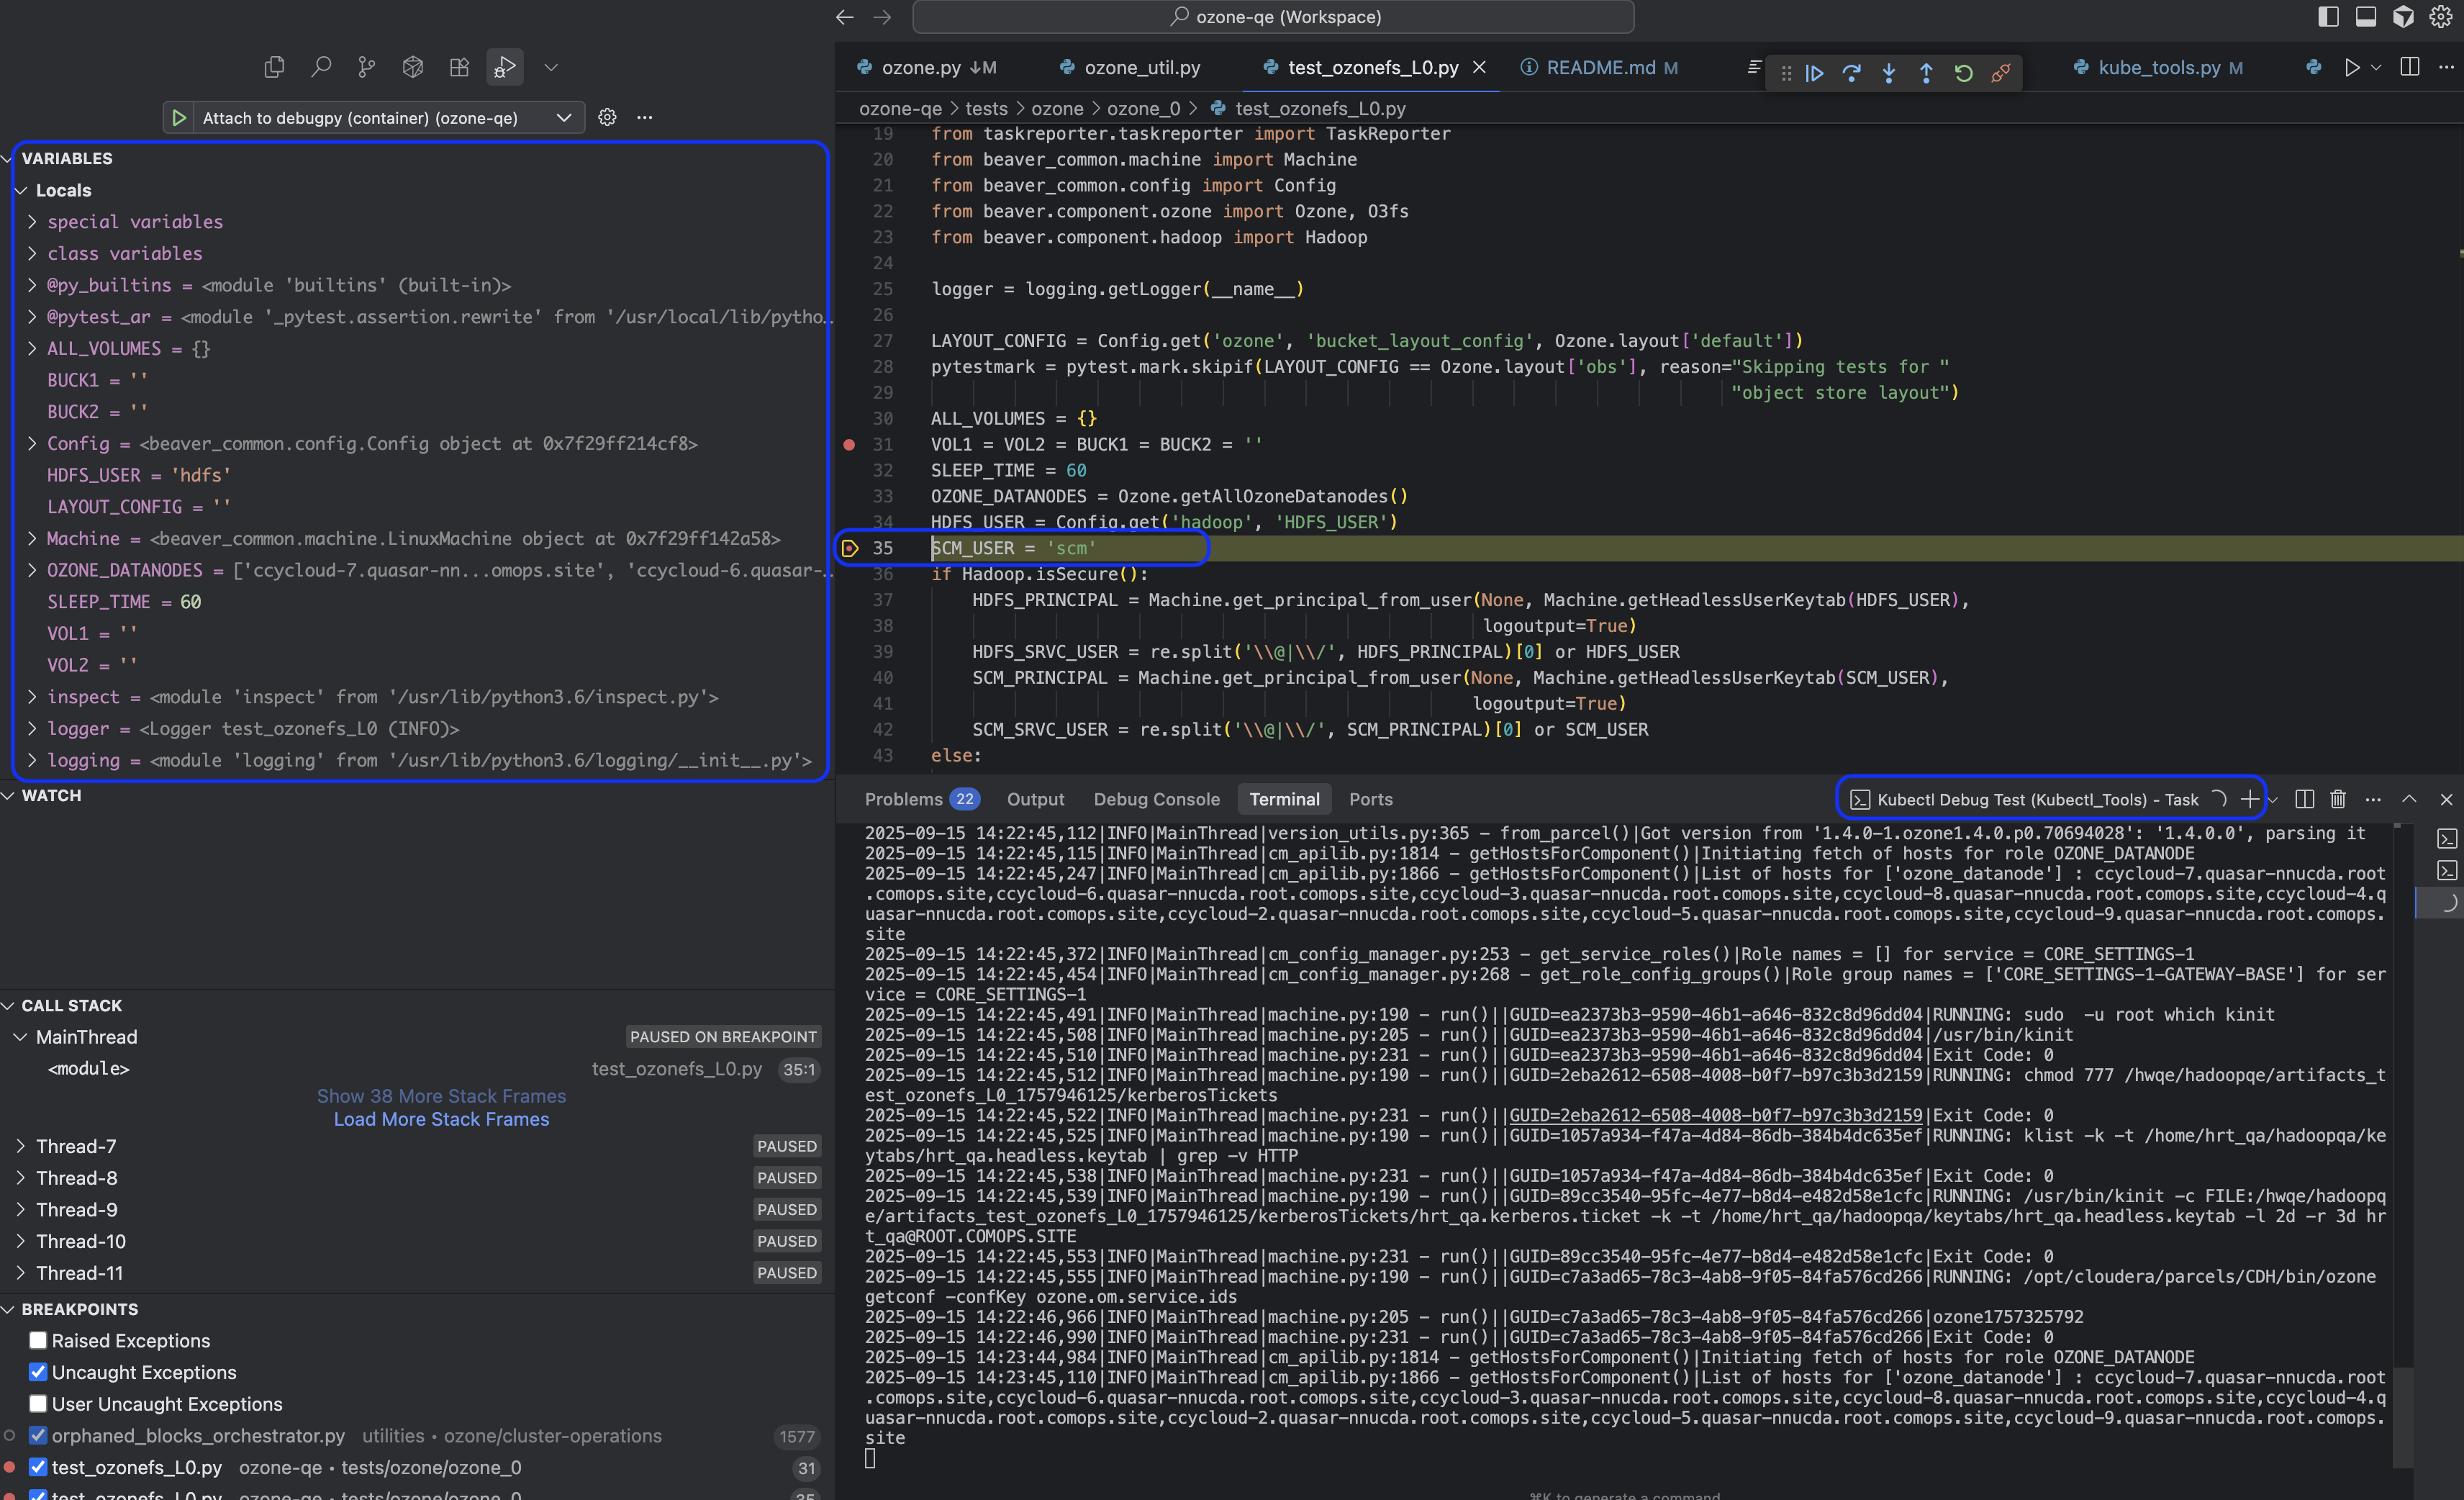 ozone-qe (Workspace)
Attach to debugpy (container) (ozone-qe)
VARIABLES
Locals
special variables
class variables
@py_builtins = <module 'builtins' (built-in)>
@pytest_ar = <module '_pytest.assertion.rewrite' from '/usr/local/lib/pytho…
ALL_VOLUMES = {}
BUCK1 = ''
BUCK2 = ''
Config = <beaver_common.config.Config object at 0x7f29ff214cf8>
HDFS_USER = 'hdfs'
LAYOUT_CONFIG = ''
Machine = <beaver_common.machine.LinuxMachine object at 0x7f29ff142a58>
OZONE_DATANODES = ['ccycloud-7.quasar-nn...omops.site', 'ccycloud-6.quasar-…
SLEEP_TIME = 60
VOL1 = ''
VOL2 = ''
inspect = <module 'inspect' from '/usr/lib/python3.6/inspect.py'>
logger = <Logger test_ozonefs_L0 (INFO)>
logging = <module 'logging' from '/usr/lib/python3.6/logging/__init__.py'>
WATCH
CALL STACK
MainThread PAUSED ON BREAKPOINT
<module> test_ozonefs_L0.py 35:1
Show 38 More Stack Frames
Load More Stack Frames
Thread-7 PAUSED
Thread-8 PAUSED
Thread-9 PAUSED
Thread-10 PAUSED
Thread-11 PAUSED
BREAKPOINTS
Raised Exceptions
Uncaught Exceptions
User Uncaught Exceptions
orphaned_blocks_orchestrator.py utilities • ozone/cluster-operations 1577
test_ozonefs_L0.py ozone-qe • tests/ozone/ozone_0 31
test_ozonefs_L0.py ozone-qe • tests/ozone/ozone_0 35
ozone.py ↓M ozone_util.py test_ozonefs_L0.py README.md M kube_tools.py M
ozone-qe > tests > ozone > ozone_0 > test_ozonefs_L0.py
19 from taskreporter.taskreporter import TaskReporter
20 from beaver_common.machine import Machine
21 from beaver_common.config import Config
22 from beaver.component.ozone import Ozone, O3fs
23 from beaver.component.hadoop import Hadoop
24
25 logger = logging.getLogger(__name__)
26
27 LAYOUT_CONFIG = Config.get('ozone', 'bucket_layout_config', Ozone.layout['default'])
28 pytestmark = pytest.mark.skipif(LAYOUT_CONFIG == Ozone.layout['obs'], reason="Skipping tests for "
29 "object store layout")
30 ALL_VOLUMES = {}
31 VOL1 = VOL2 = BUCK1 = BUCK2 = ''
32 SLEEP_TIME = 60
33 OZONE_DATANODES = Ozone.getAllOzoneDatanodes()
34 HDFS_USER = Config.get('hadoop', 'HDFS_USER')
35 SCM_USER = 'scm'
36 if Hadoop.isSecure():
37 HDFS_PRINCIPAL = Machine.get_principal_from_user(None, Machine.getHeadlessUserKeytab(HDFS_USER),
38 logoutput=True)
39 HDFS_SRVC_USER = re.split('\\@|\\/', HDFS_PRINCIPAL)[0] or HDFS_USER
40 SCM_PRINCIPAL = Machine.get_principal_from_user(None, Machine.getHeadlessUserKeytab(SCM_USER),
41 logoutput=True)
42 SCM_SRVC_USER = re.split('\\@|\\/', SCM_PRINCIPAL)[0] or SCM_USER
43 else:
Problems 22 Output Debug Console Terminal Ports
Kubectl Debug Test (Kubectl_Tools) - Task
2025-09-15 14:22:45,112|INFO|MainThread|version_utils.py:365 - from_parcel()|Got version from '1.4.0-1.ozone1.4.0.p0.70694028': '1.4.0.0', parsing it
2025-09-15 14:22:45,115|INFO|MainThread|cm_apilib.py:1814 - getHostsForComponent()|Initiating fetch of hosts for role OZONE_DATANODE
2025-09-15 14:22:45,247|INFO|MainThread|cm_apilib.py:1866 - getHostsForComponent()|List of hosts for ['ozone_datanode'] : ccycloud-7.quasar-nnucda.root
.comops.site,ccycloud-6.quasar-nnucda.root.comops.site,ccycloud-3.quasar-nnucda.root.comops.site,ccycloud-8.quasar-nnucda.root.comops.site,ccycloud-4.q
uasar-nnucda.root.comops.site,ccycloud-2.quasar-nnucda.root.comops.site,ccycloud-5.quasar-nnucda.root.comops.site,ccycloud-9.quasar-nnucda.root.comops.
site
2025-09-15 14:22:45,372|INFO|MainThread|cm_config_manager.py:253 - get_service_roles()|Role names = [] for service = CORE_SETTINGS-1
2025-09-15 14:22:45,454|INFO|MainThread|cm_config_manager.py:268 - get_role_config_groups()|Role group names = ['CORE_SETTINGS-1-GATEWAY-BASE'] for ser
vice = CORE_SETTINGS-1
2025-09-15 14:22:45,491|INFO|MainThread|machine.py:190 - run()||GUID=ea2373b3-9590-46b1-a646-832c8d96dd04|RUNNING: sudo  -u root which kinit
2025-09-15 14:22:45,508|INFO|MainThread|machine.py:205 - run()||GUID=ea2373b3-9590-46b1-a646-832c8d96dd04|/usr/bin/kinit
2025-09-15 14:22:45,510|INFO|MainThread|machine.py:231 - run()||GUID=ea2373b3-9590-46b1-a646-832c8d96dd04|Exit Code: 0
2025-09-15 14:22:45,512|INFO|MainThread|machine.py:190 - run()||GUID=2eba2612-6508-4008-b0f7-b97c3b3d2159|RUNNING: chmod 777 /hwqe/hadoopqe/artifacts_t
est_ozonefs_L0_1757946125/kerberosTickets
2025-09-15 14:22:45,522|INFO|MainThread|machine.py:231 - run()||GUID=2eba2612-6508-4008-b0f7-b97c3b3d2159|Exit Code: 0
2025-09-15 14:22:45,525|INFO|MainThread|machine.py:190 - run()||GUID=1057a934-f47a-4d84-86db-384b4dc635ef|RUNNING: klist -k -t /home/hrt_qa/hadoopqa/ke
ytabs/hrt_qa.headless.keytab | grep -v HTTP
2025-09-15 14:22:45,538|INFO|MainThread|machine.py:231 - run()||GUID=1057a934-f47a-4d84-86db-384b4dc635ef|Exit Code: 0
2025-09-15 14:22:45,539|INFO|MainThread|machine.py:190 - run()||GUID=89cc3540-95fc-4e77-b8d4-e482d58e1cfc|RUNNING: /usr/bin/kinit -c FILE:/hwqe/hadoopq
e/artifacts_test_ozonefs_L0_1757946125/kerberosTickets/hrt_qa.kerberos.ticket -k -t /home/hrt_qa/hadoopqa/keytabs/hrt_qa.headless.keytab -l 2d -r 3d hr
t_qa@ROOT.COMOPS.SITE
2025-09-15 14:22:45,553|INFO|MainThread|machine.py:231 - run()||GUID=89cc3540-95fc-4e77-b8d4-e482d58e1cfc|Exit Code: 0
2025-09-15 14:22:45,555|INFO|MainThread|machine.py:190 - run()||GUID=c7a3ad65-78c3-4ab8-9f05-84fa576cd266|RUNNING: /opt/cloudera/parcels/CDH/bin/ozone
getconf -confKey ozone.om.service.ids
2025-09-15 14:22:46,966|INFO|MainThread|machine.py:205 - run()||GUID=c7a3ad65-78c3-4ab8-9f05-84fa576cd266|ozone1757325792
2025-09-15 14:22:46,990|INFO|MainThread|machine.py:231 - run()||GUID=c7a3ad65-78c3-4ab8-9f05-84fa576cd266|Exit Code: 0
2025-09-15 14:23:44,984|INFO|MainThread|cm_apilib.py:1814 - getHostsForComponent()|Initiating fetch of hosts for role OZONE_DATANODE
2025-09-15 14:23:45,110|INFO|MainThread|cm_apilib.py:1866 - getHostsForComponent()|List of hosts for ['ozone_datanode'] : ccycloud-7.quasar-nnucda.root
.comops.site,ccycloud-6.quasar-nnucda.root.comops.site,ccycloud-3.quasar-nnucda.root.comops.site,ccycloud-8.quasar-nnucda.root.comops.site,ccycloud-4.q
uasar-nnucda.root.comops.site,ccycloud-2.quasar-nnucda.root.comops.site,ccycloud-5.quasar-nnucda.root.comops.site,ccycloud-9.quasar-nnucda.root.comops.
site
⌘K to generate a command